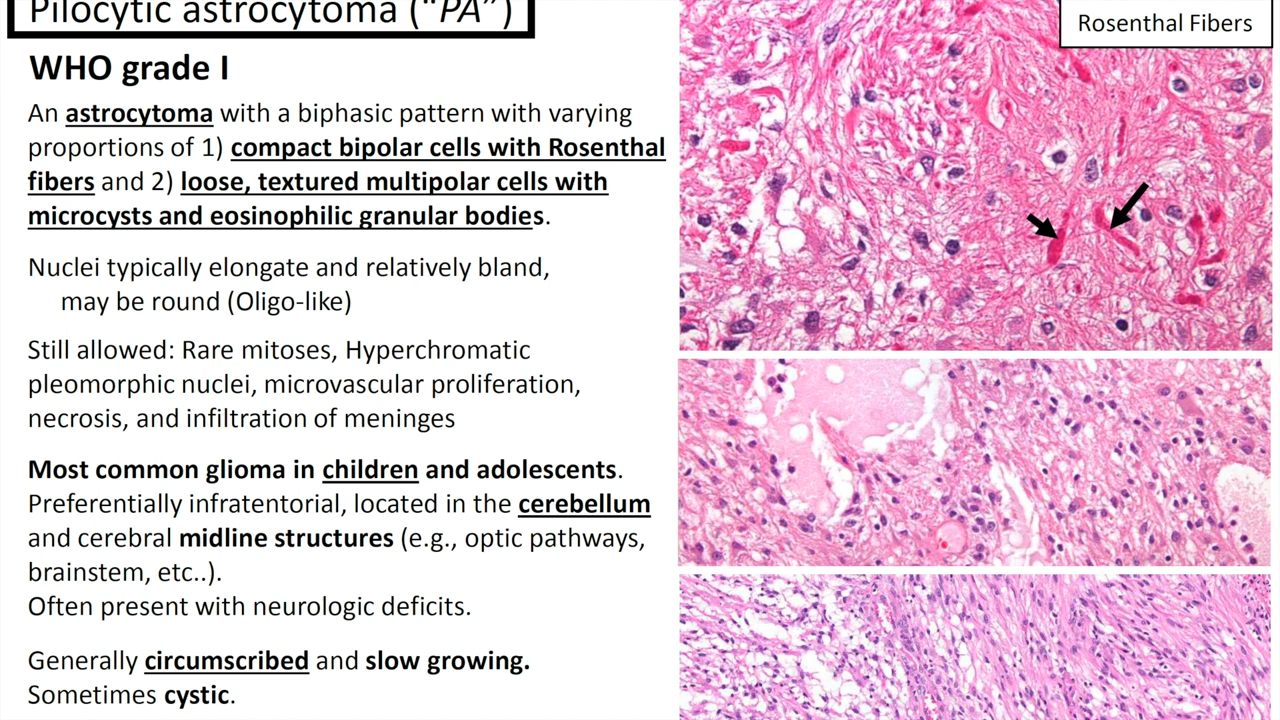 Pilocytic astrocytoma ("PA")
Rosenthal Fibers
WHO grade I
An astrocytoma with a biphasic pattern with varying
proportions of 1) compact bipolar cells with Rosenthal
fibers and 2) loose, textured multipolar cells with
microcysts and eosinophilic granular bodies.
Nuclei typically elongate and relatively bland,
may be round (Oligo-like)
Still allowed: Rare mitoses, Hyperchromatic
pleomorphic nuclei, microvascular proliferation,
necrosis, and infiltration of meninges
Most common glioma in children and adolescents.
Preferentially infratentorial, located in the cerebellum
and cerebral midline structures (e.g., optic pathways,
brainstem, etc..).
Often present with neurologic deficits.
Generally circumscribed and slow growing.
Sometimes cystic.